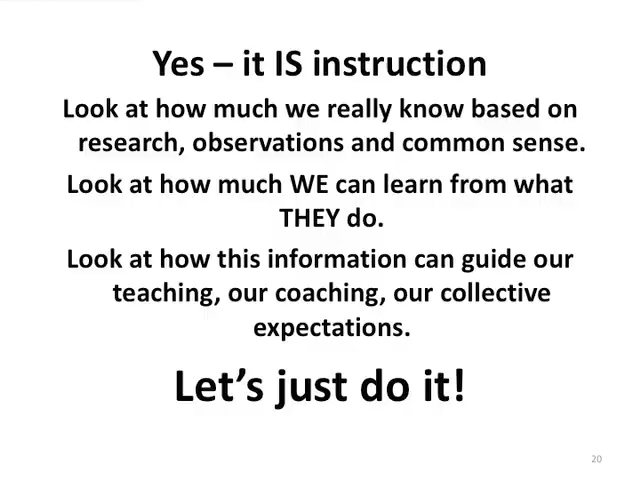 Yes – it IS instruction
Look at how much we really know based on
research, observations and common sense.
Look at how much WE can learn from what
THEY do.
Look at how this information can guide our
teaching, our coaching, our collective
expectations.
Let’s just do it!
20